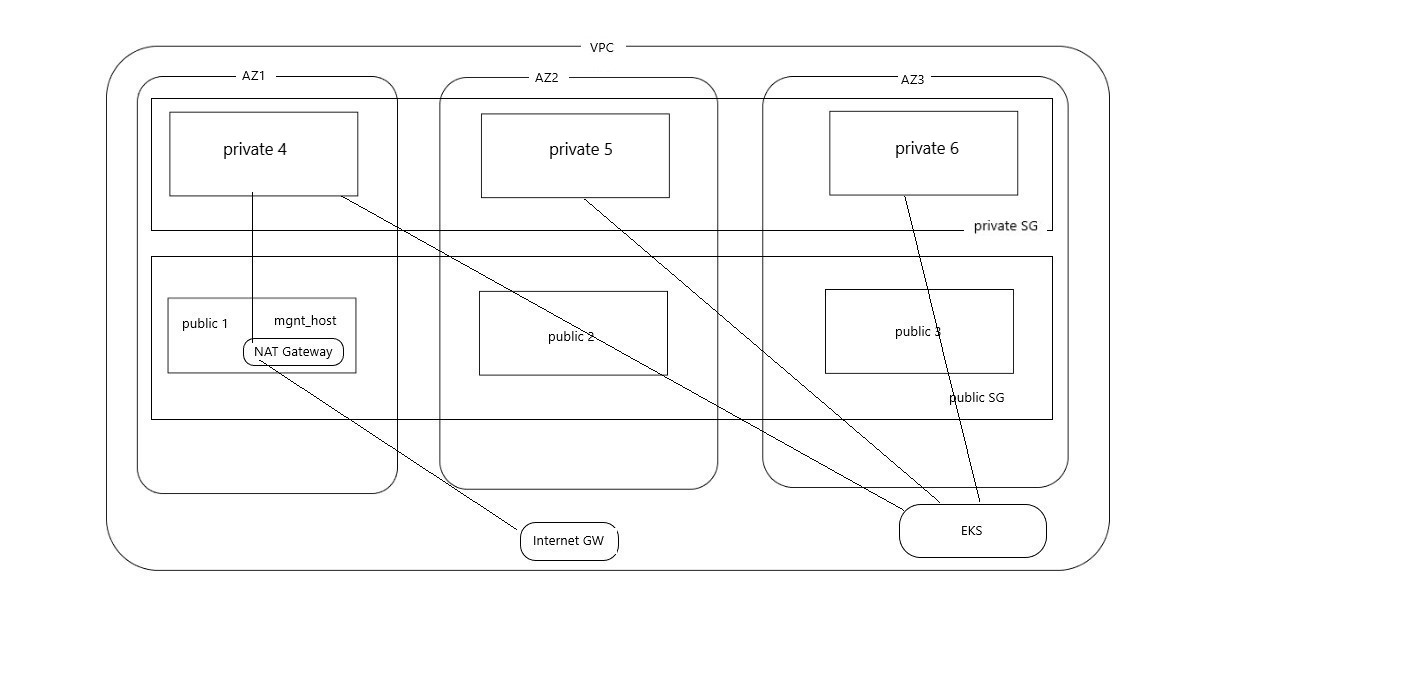 VPC
AZ1
AZ2
AZ3
private 4
private 5
private 6
private SG
public 1
mgnt_host
NAT Gateway
public 2
public 3
public SG
Internet GW
EKS